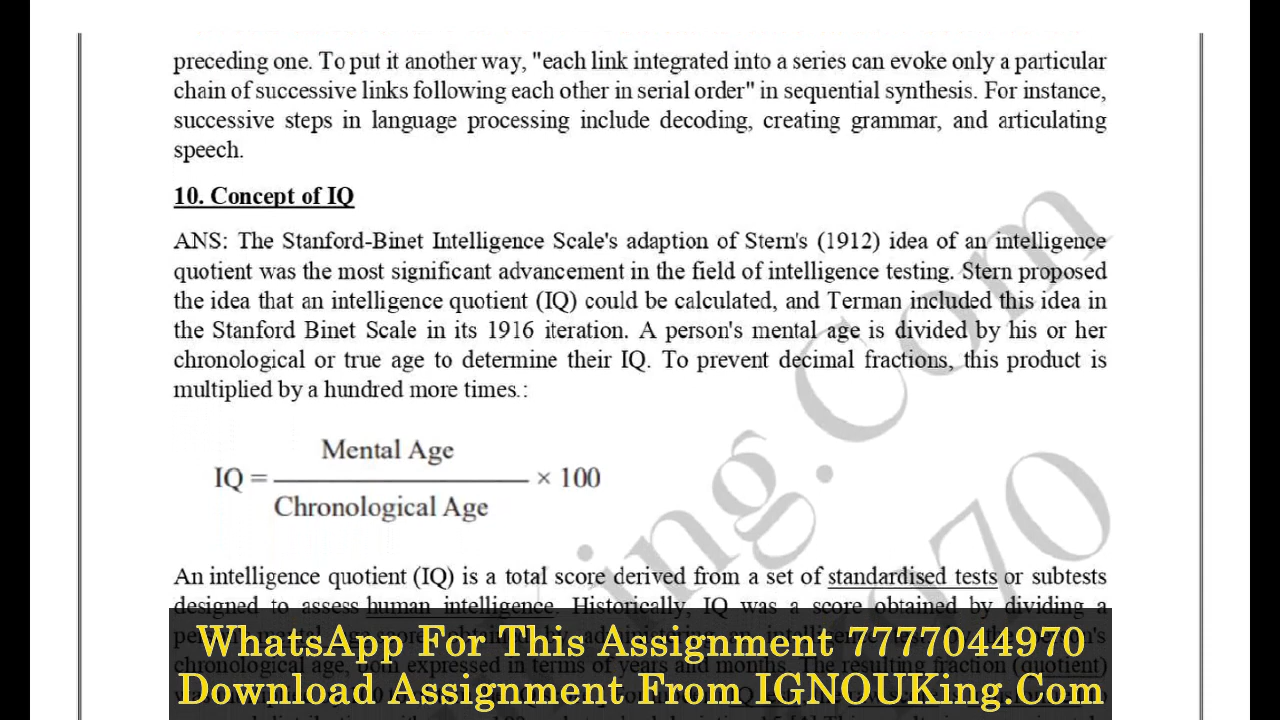 preceding one. To put it another way, "each link integrated into a series can evoke only a particular
chain of successive links following each other in serial order" in sequential synthesis. For instance,
successive steps in language processing include decoding, creating grammar, and articulating
speech.
10. Concept of IQ
ANS: The Stanford-Binet Intelligence Scale's adaption of Stern's (1912) idea of an intelligence
quotient was the most significant advancement in the field of intelligence testing. Stern proposed
the idea that an intelligence quotient (IQ) could be calculated, and Terman included this idea in
the Stanford Binet Scale in its 1916 iteration. A person's mental age is divided by his or her
chronological or true age to determine their IQ. To prevent decimal fractions, this product is
multiplied by a hundred more times.:
Mental Age
IQ = × 100
Chronological Age
An intelligence quotient (IQ) is a total score derived from a set of standardised tests or subtests
designed to assess human intelligence. Historically, IQ was a score obtained by dividing a
chronological age, both expressed in terms of years and months. The resulting fraction (quotient)
WhatsApp For This Assignment 7777044970
Download Assignment From IGNOUKing.Com
ing.Com
970